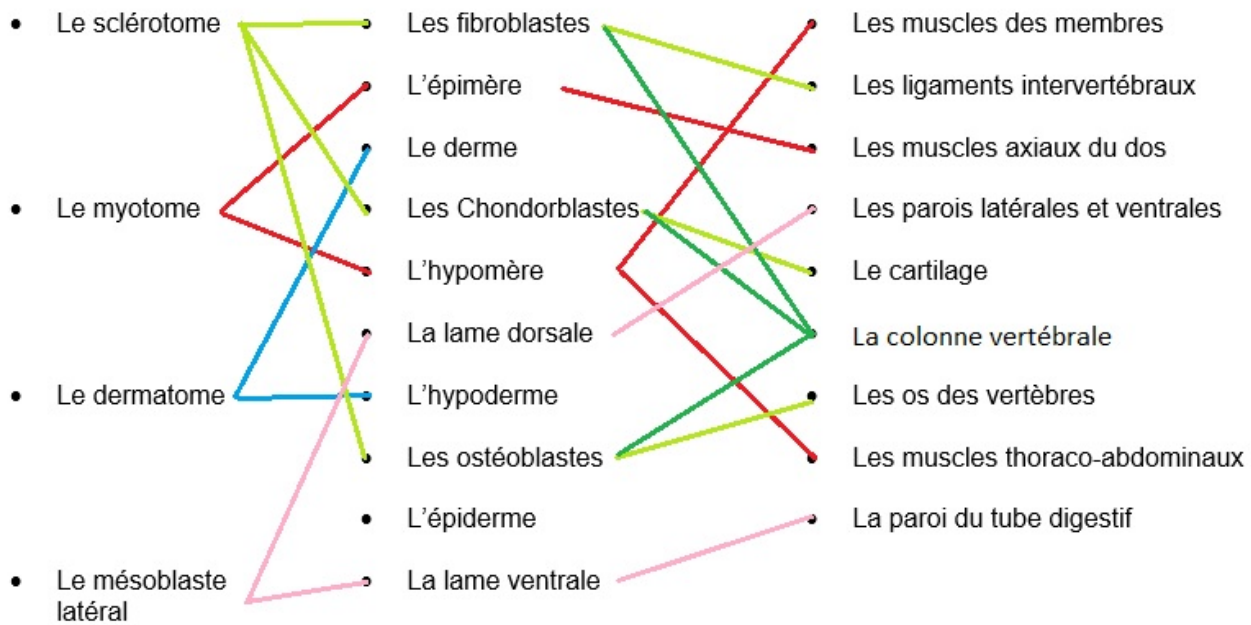 Le sclérotome
Les fibroblastes
Les muscles des membres
L'épimère
Les ligaments intervertébraux
Le derme
Les muscles axiaux du dos
Le myotome
Les Chondorblastes
Les parois latérales et ventrales
L'hypomère
Le cartilage
La lame dorsale
La colonne vertébrale
Le dermatome
L'hypoderme
Les os des vertèbres
Les ostéoblastes
Les muscles thoraco-abdominaux
L'épiderme
La paroi du tube digestif
Le mésoblaste
latéral
La lame ventrale